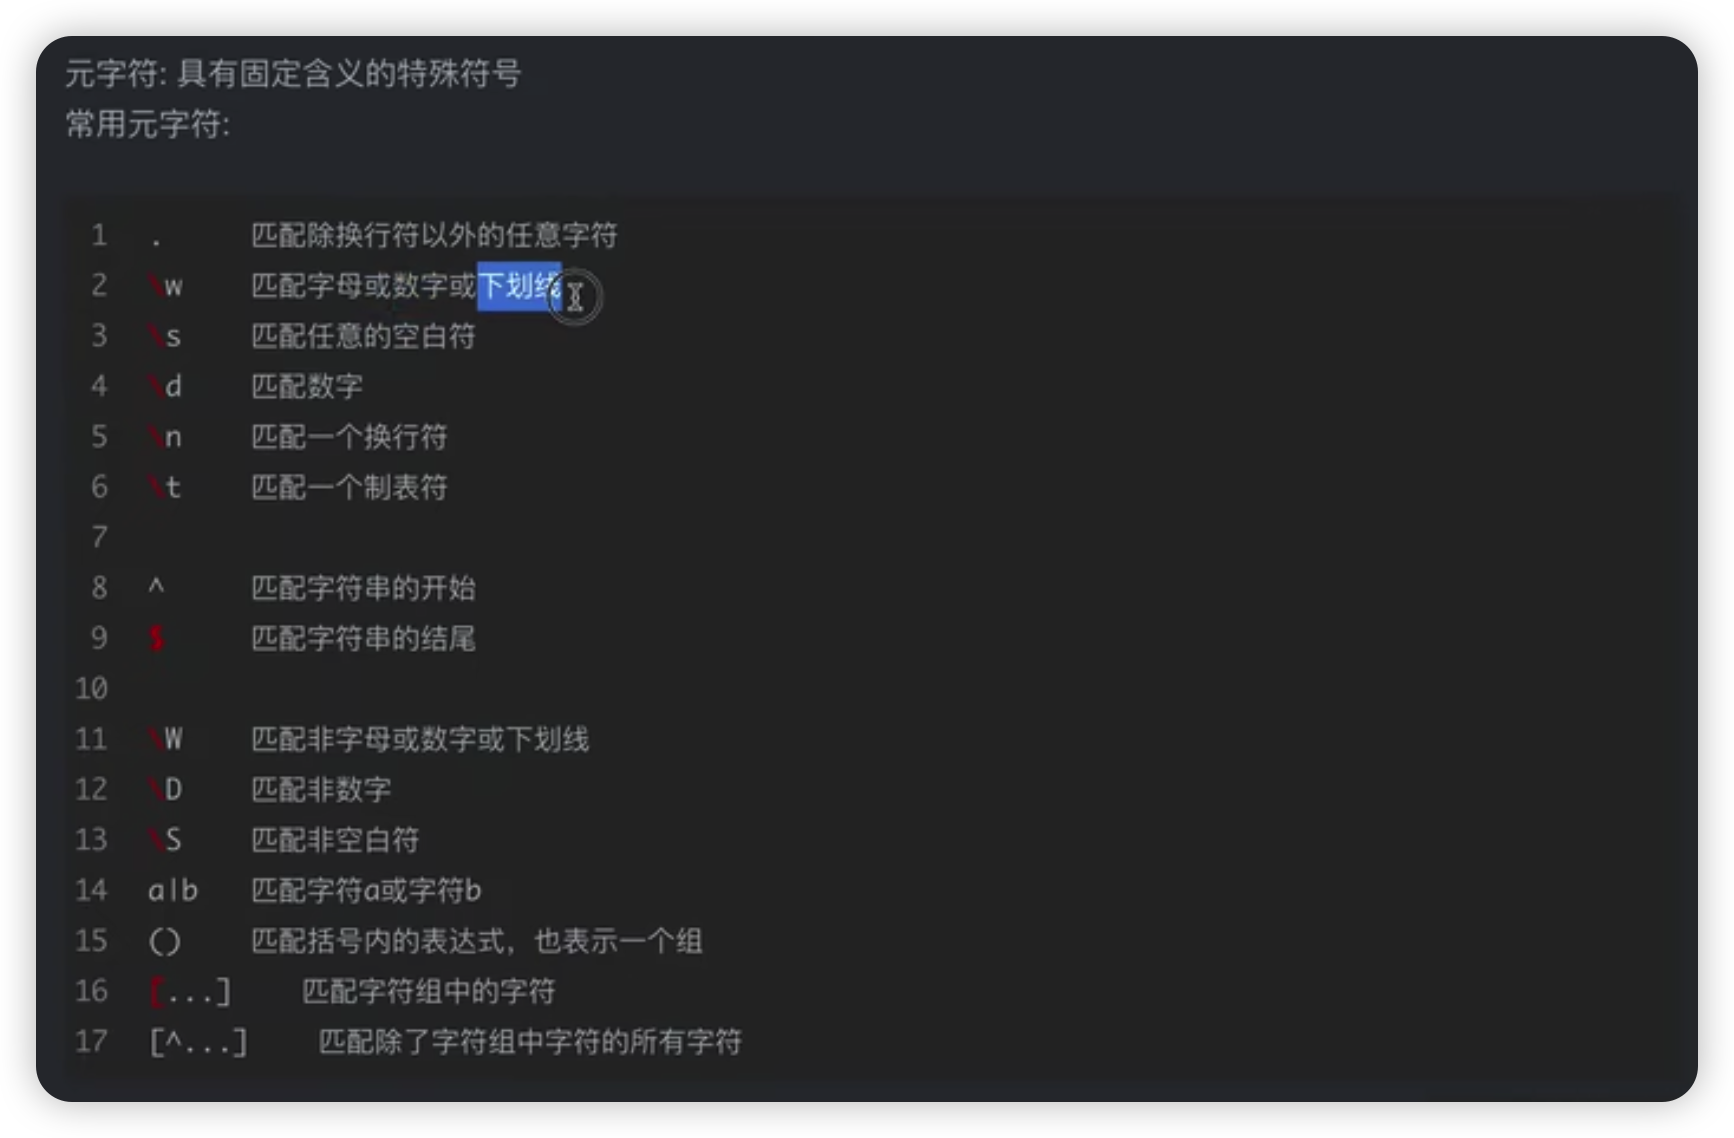 元字符: 具有固定含义的特殊符号
常用元字符:
1 . 匹配除换行符以外的任意字符
2 \w 匹配字母或数字或下划线
3 \s 匹配任意的空白符
4 \d 匹配数字
5 \n 匹配一个换行符
6 \t 匹配一个制表符
7
8 ^ 匹配字符串的开始
9 $ 匹配字符串的结尾
10
11 \W 匹配非字母或数字或下划线
12 \D 匹配非数字
13 \S 匹配非空白符
14 a|b 匹配字符a或字符b
15 () 匹配括号内的表达式，也表示一个组
16 [...] 匹配字符组中的字符
17 [^...] 匹配除了字符组中字符的所有字符